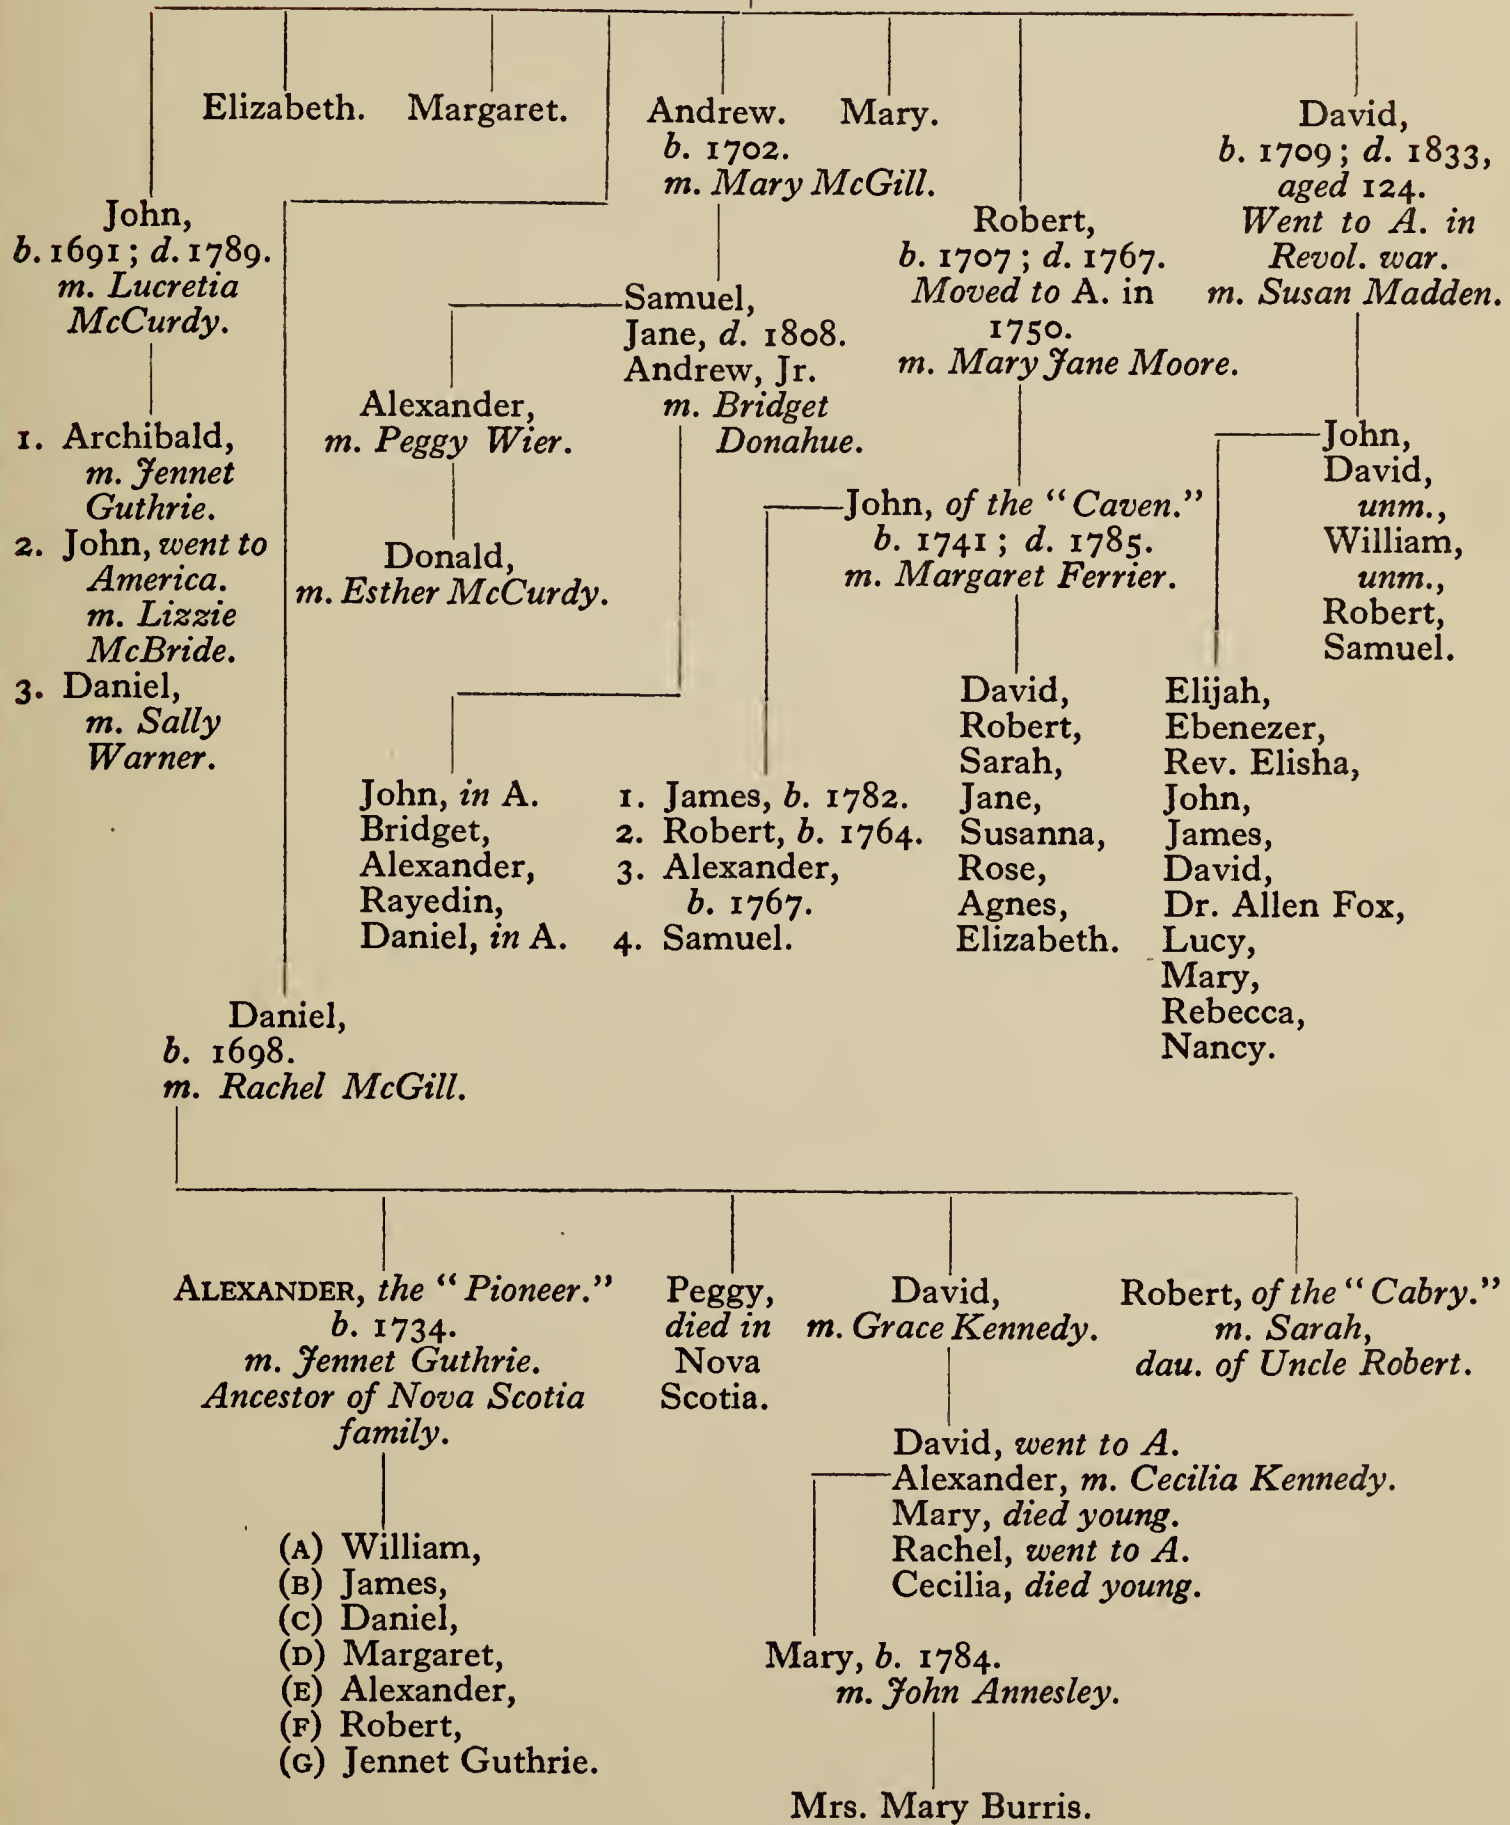 Elizabeth.
Margaret.
Andrew.
b. 1702.
m. Mary McGill.
Mary.
David,
b. 1709; d. 1833,
aged 124.
Went to A. in
Revol. war.
m. Susan Madden.
John,
b. 1691; d. 1789.
m. Lucretia
McCurdy.
Robert,
b. 1707; d. 1767.
Moved to A. in
1750.
m. Mary Jane Moore.
Samuel,
Jane, d. 1808.
Andrew, Jr.
m. Bridget
Donahue.
Alexander,
m. Peggy Wier.
1. Archibald,
m. Jennet
Guthrie.
2. John, went to
America.
m. Lizzie
McBride.
3. Daniel,
m. Sally
Warner.
Donald,
m. Esther McCurdy.
John, of the "Caven."
b. 1741; d. 1785.
m. Margaret Ferrier.
John,
David,
unm.,
William,
unm.,
Robert,
Samuel.
John, in A.
Bridget,
Alexander,
Rayedin,
Daniel, in A.
1. James, b. 1782.
2. Robert, b. 1764.
3. Alexander,
b. 1767.
4. Samuel.
David,
Robert,
Sarah,
Jane,
Susanna,
Rose,
Agnes,
Elizabeth.
Elijah,
Ebenezer,
Rev. Elisha,
John,
James,
David,
Dr. Allen Fox,
Lucy,
Mary,
Rebecca,
Nancy.
Daniel,
b. 1698.
m. Rachel McGill.
ALEXANDER, the "Pioneer."
b. 1734.
m. Jennet Guthrie.
Ancestor of Nova Scotia
family.
Peggy,
died in
Nova
Scotia.
David,
m. Grace Kennedy.
Robert, of the "Cabry."
m. Sarah,
dau. of Uncle Robert.
David, went to A.
Alexander, m. Cecilia Kennedy.
Mary, died young.
Rachel, went to A.
Cecilia, died young.
(A) William,
(B) James,
(C) Daniel,
(D) Margaret,
(E) Alexander,
(F) Robert,
(G) Jennet Guthrie.
Mary, b. 1784.
m. John Annesley.
Mrs. Mary Burris.